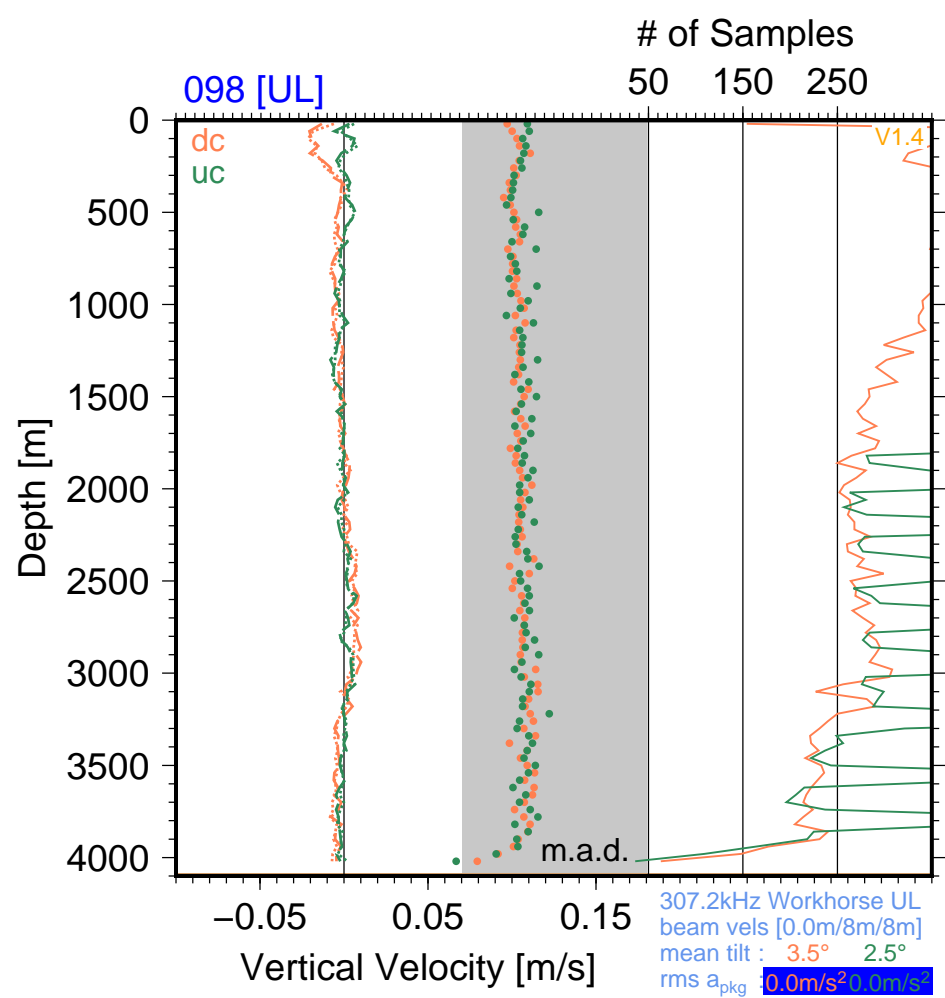 # of Samples
50 150 250
098 [UL]
dc
uc
V1.4
0
500
1000
1500
2000
2500
3000
3500
4000
Depth [m]
m.a.d.
−0.05 0.05 0.15
Vertical Velocity [m/s]
307.2kHz Workhorse UL
beam vels [0.0m/8m/8m]
mean tilt : 3.5° 2.5°
rms apkg : 0.0m/s² 0.0m/s²